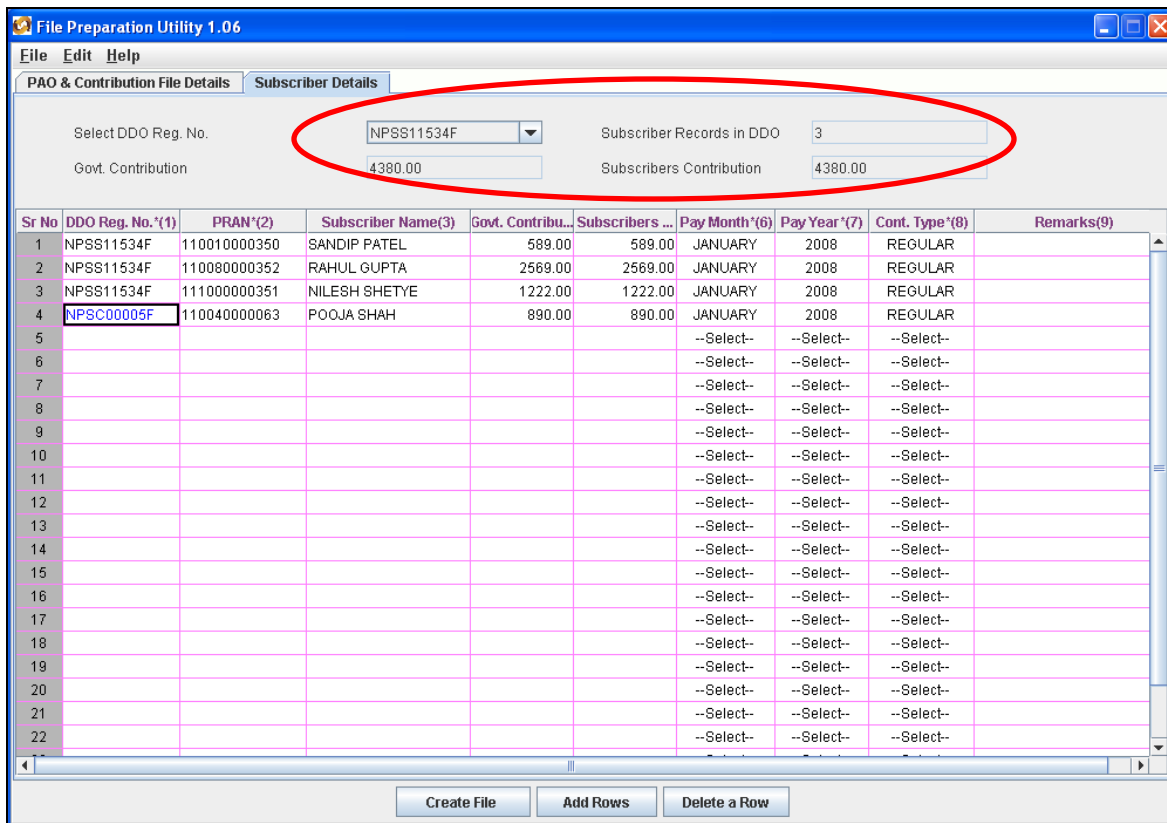 File Preparation Utility 1.06
File Edit Help
PAO & Contribution File Details Subscriber Details
Select DDO Reg. No. NPSS11534F Subscriber Records in DDO 3
Govt. Contribution 4380.00 Subscribers Contribution 4380.00
Sr No DDO Reg. No.*(1) PRAN*(2) Subscriber Name(3) Govt. Contribu... Subscribers ... Pay Month*(6) Pay Year*(7) Cont. Type*(8) Remarks(9)
1 NPSS11534F 110010000350 SANDIP PATEL 589.00 589.00 JANUARY 2008 REGULAR
2 NPSS11534F 110080000352 RAHUL GUPTA 2569.00 2569.00 JANUARY 2008 REGULAR
3 NPSS11534F 111000000351 NILESH SHETYE 1222.00 1222.00 JANUARY 2008 REGULAR
4 NPSC00005F 110040000063 POOJA SHAH 890.00 890.00 JANUARY 2008 REGULAR
5 --Select-- --Select-- --Select--
6 --Select-- --Select-- --Select--
7 --Select-- --Select-- --Select--
8 --Select-- --Select-- --Select--
9 --Select-- --Select-- --Select--
10 --Select-- --Select-- --Select--
11 --Select-- --Select-- --Select--
12 --Select-- --Select-- --Select--
13 --Select-- --Select-- --Select--
14 --Select-- --Select-- --Select--
15 --Select-- --Select-- --Select--
16 --Select-- --Select-- --Select--
17 --Select-- --Select-- --Select--
18 --Select-- --Select-- --Select--
19 --Select-- --Select-- --Select--
20 --Select-- --Select-- --Select--
21 --Select-- --Select-- --Select--
22 --Select-- --Select-- --Select--
Create File Add Rows Delete a Row